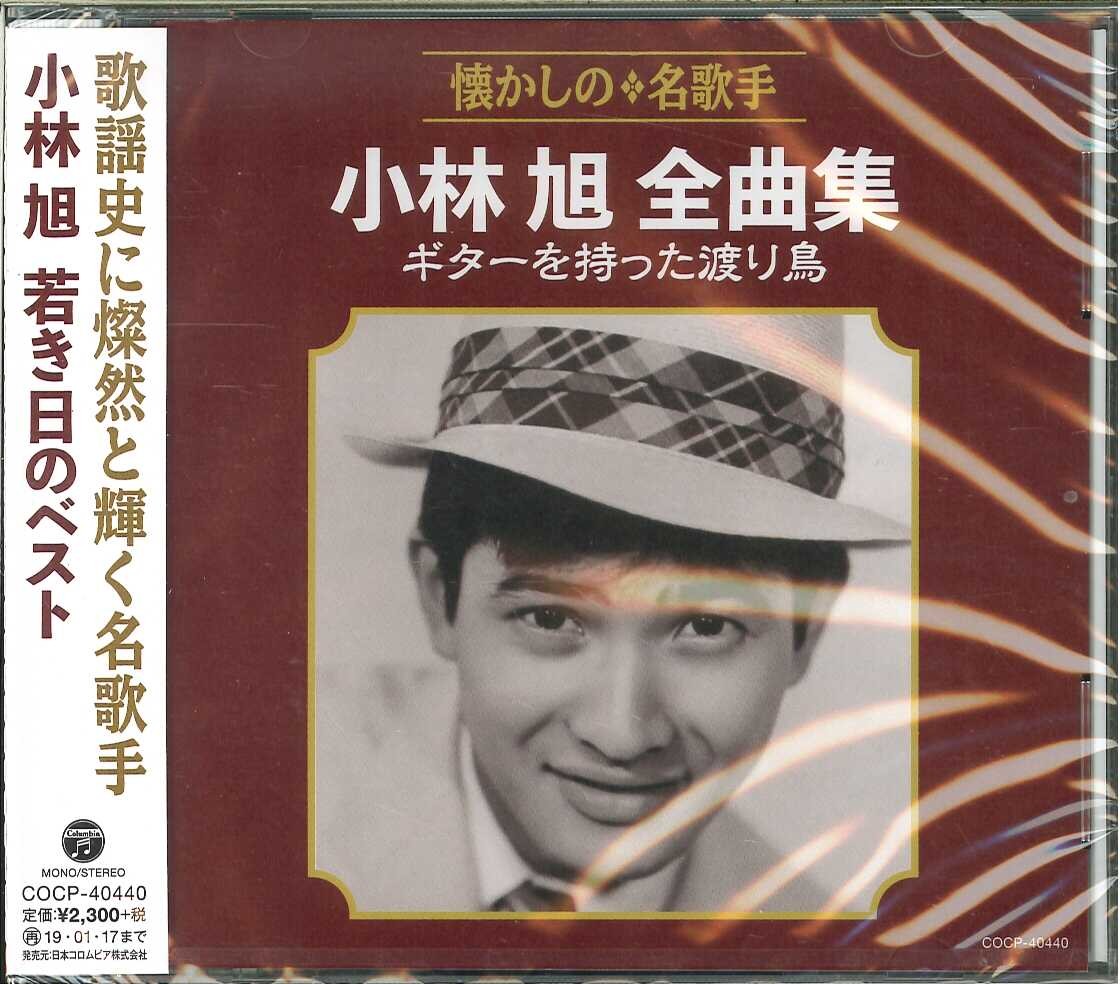 歌謡史に燦然と輝く名歌手
小林 旭 若き日のベスト
Columbia
MONO/STEREO
COCP-40440
定価:¥2,300+税
再19・01・17まで
発売元:日本コロムビア株式会社
懐かしの 名歌手
小林 旭 全曲集
ギターを持った渡り鳥
COCP-40440